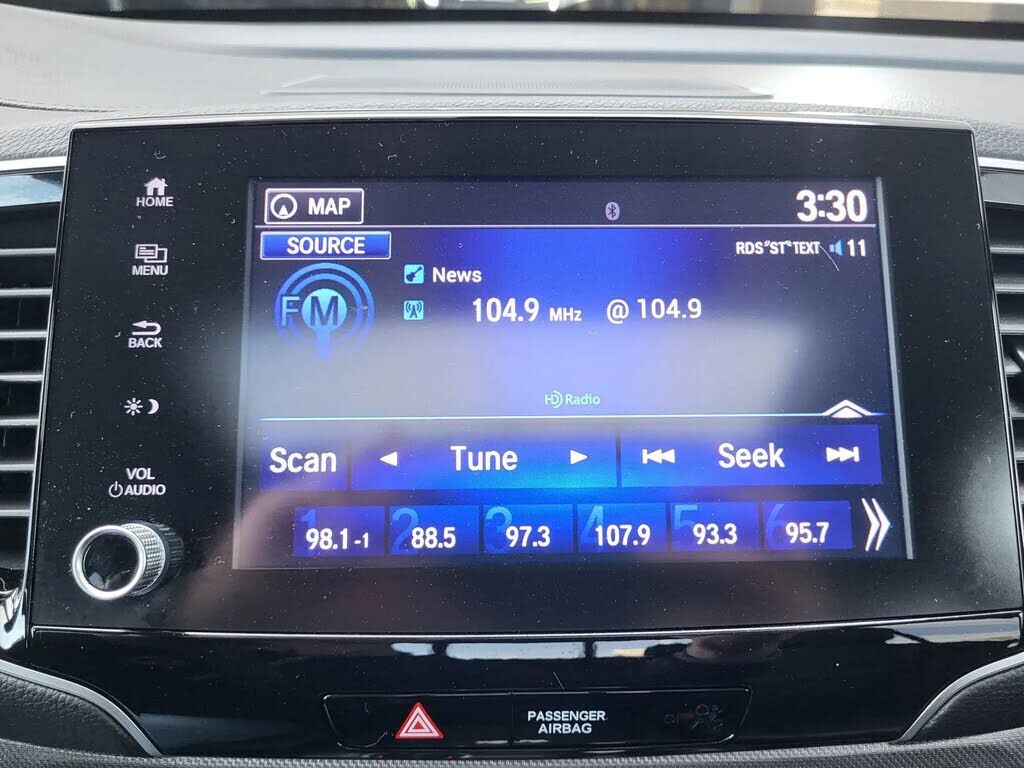 HOME
MENU
BACK
VOL
AUDIO
MAP
3:30
SOURCE
RDS "ST" TEXT 11
FM
News
104.9 MHz @ 104.9
HD Radio
Scan
Tune
Seek
1 98.1-1
2 88.5
3 97.3
4 107.9
5 93.3
6 95.7
PASSENGER
AIRBAG